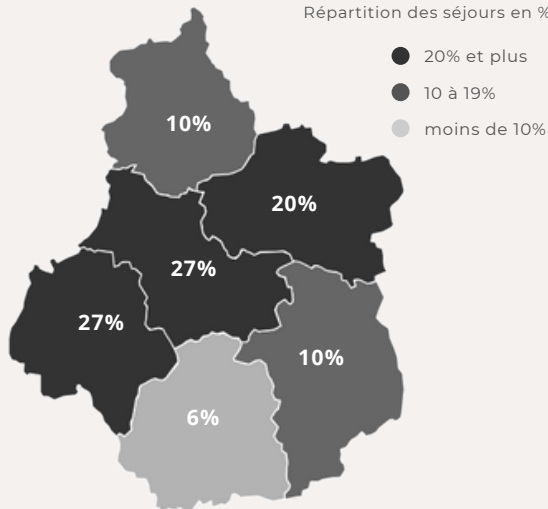 Répartition des séjours en %
20% et plus
10 à 19%
moins de 10%
10%
20%
27%
27%
10%
6%